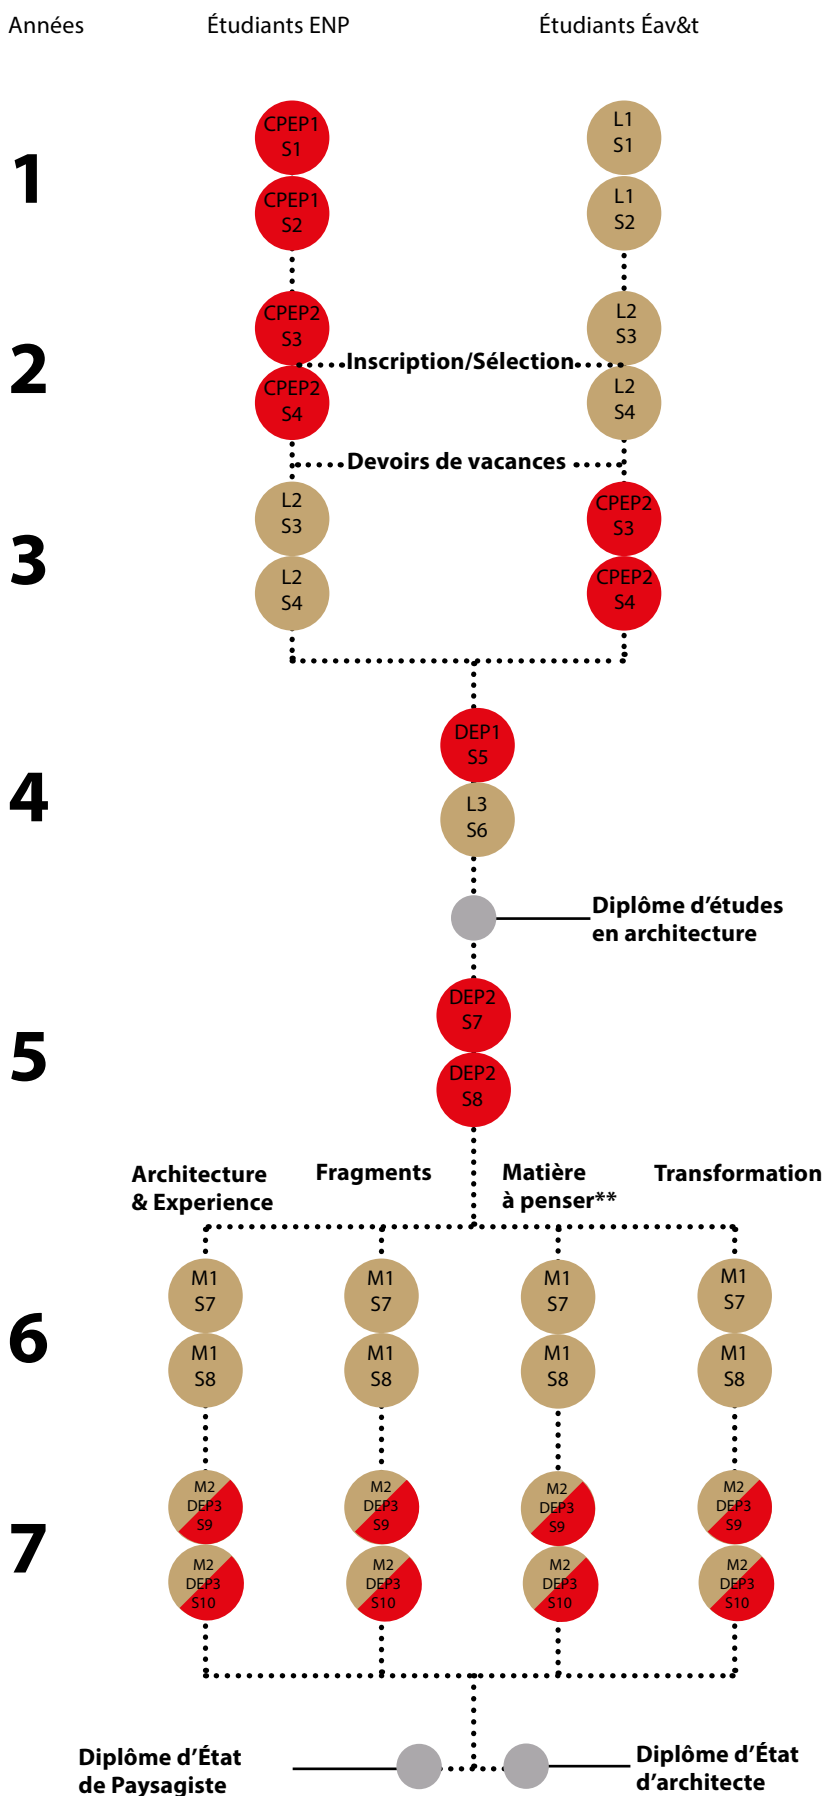 Années
Étudiants ENP
Étudiants Éav&t
1
CPEP1
S1
CPEP1
S2
L1
S1
L1
S2
2
CPEP2
S3
CPEP2
S4
Inscription/Sélection
L2
S3
L2
S4
Devoirs de vacances
3
L2
S3
L2
S4
CPEP2
S3
CPEP2
S4
4
DEP1
S5
L3
S6
Diplôme d’études
en architecture
5
DEP2
S7
DEP2
S8
Architecture
& Experience
Fragments
Matière
à penser**
Transformation
6
M1
S7
M1
S8
M1
S7
M1
S8
M1
S7
M1
S8
M1
S7
M1
S8
7
M2
DEP3
S9
M2
DEP3
S10
M2
DEP3
S9
M2
DEP3
S10
M2
DEP3
S9
M2
DEP3
S10
M2
DEP3
S9
M2
DEP3
S10
Diplôme d’État
de Paysagiste
Diplôme d’État
d’architecte